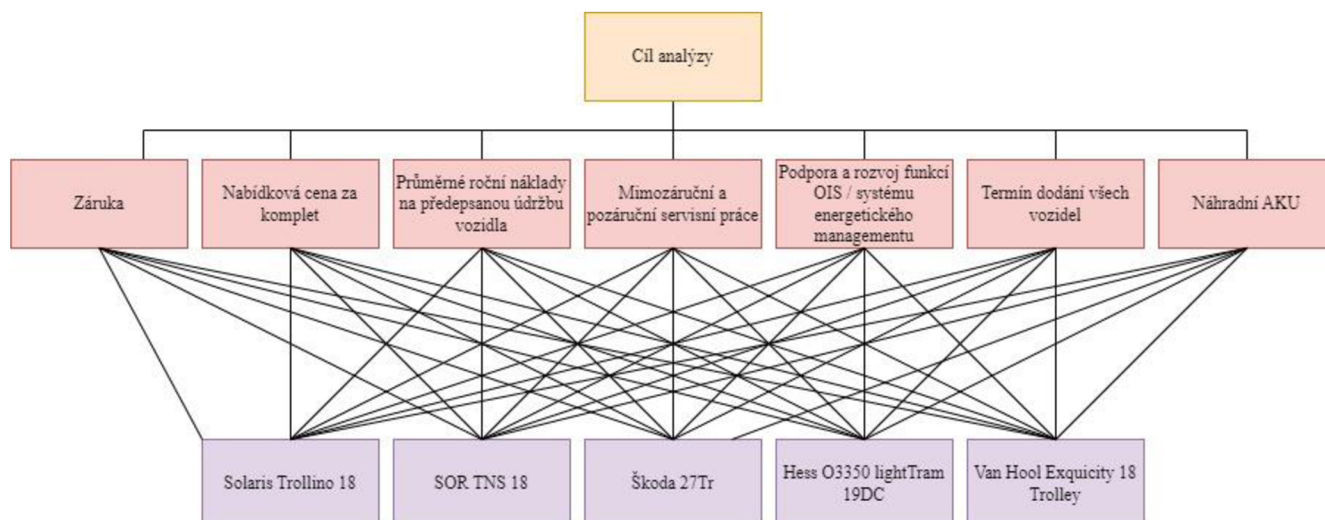 Cíl analýzy
Záruka
Nabídková cena za
komplet
Průměrné roční náklady
na předepsanou údržbu
vozidla
Mimozáruční a
pozáruční servisní práce
Podpora a rozvoj funkcí
OIS / systému
energetického
managementu
Termín dodání všech
vozidel
Náhradní AKU
Solaris Trollino 18
SOR TNS 18
Škoda 27Tr
Hess O3350 lightTram
19DC
Van Hool Exquicity 18
Trolley